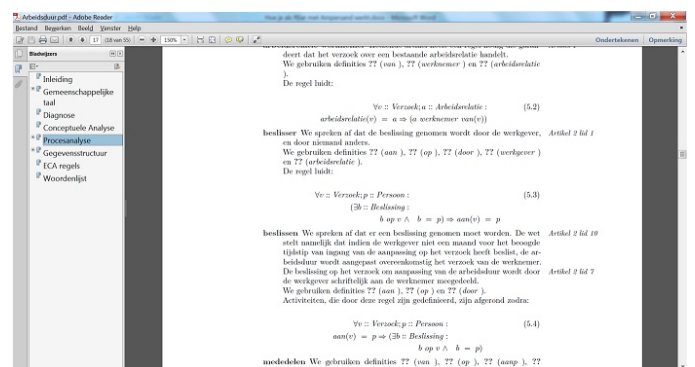 Arbeidsduur.pdf - Adobe Reader
Bestand Bewerken Beeld Venster Help
17 (18 van 55) 150% Ondertekenen Opmerking
Bladwijzers
Inleiding
Gemeenschappelijke
taal
Diagnose
Conceptuele Analyse
Procesanalyse
Gegevensstructuur
ECA regels
Woordenlijst
deert dat het verzoek over een bestaande arbeidsrelatie handelt.
We gebruiken definities ?? (van ), ?? (werknemer ) en ?? (arbeidsrelatie
).
De regel luidt:
∀v :: Verzoek; a :: Arbeidsrelatie : (5.2)
arbeidsrelatie(v) = a ⇒ (a werknemer van(v))
beslisser We spreken af dat de beslissing genomen wordt door de werkgever, Artikel 2 lid 1
en door niemand anders.
We gebruiken definities ?? (aan ), ?? (op ), ?? (door ), ?? (werkgever )
en ?? (arbeidsrelatie ).
De regel luidt:
∀v :: Verzoek; p :: Persoon : (5.3)
(∃b :: Beslissing :
b op v ∧ b = p) ⇒ aan(v) = p
beslissen We spreken af dat er een beslissing genomen moet worden. De wet Artikel 2 lid 10
stelt namelijk dat indien de werkgever niet een maand voor het beoogde
tijdstip van ingang van de aanpassing op het verzoek heeft beslist, de ar-
beidsduur wordt aangepast overeenkomstig het verzoek van de werknemer.
De beslissing op het verzoek om aanpassing van de arbeidsduur wordt door Artikel 2 lid 7
de werkgever schriftelijk aan de werknemer meegedeeld.
We gebruiken definities ?? (aan ), ?? (op ) en ?? (door ).
Activiteiten, die door deze regel zijn gedefinieerd, zijn afgerond zodra:
∀v :: Verzoek; p :: Persoon : (5.4)
aan(v) = p ⇒ (∃b :: Beslissing :
b op v ∧ b = p)
mededelen We gebruiken definities ?? (van ), ?? (op ), ?? (aanp ), ??